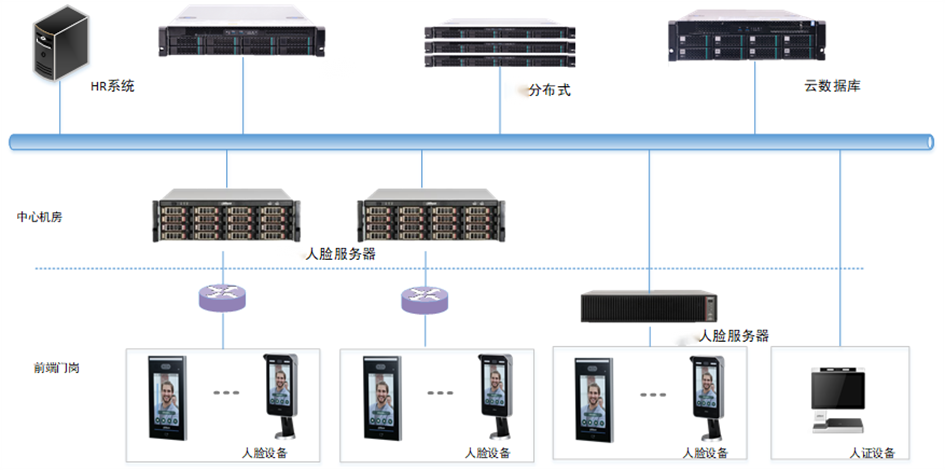 HR系统
分布式
云数据库
中心机房
人脸服务器
人脸服务器
前端门岗
人脸设备
人脸设备
人脸设备
人证设备